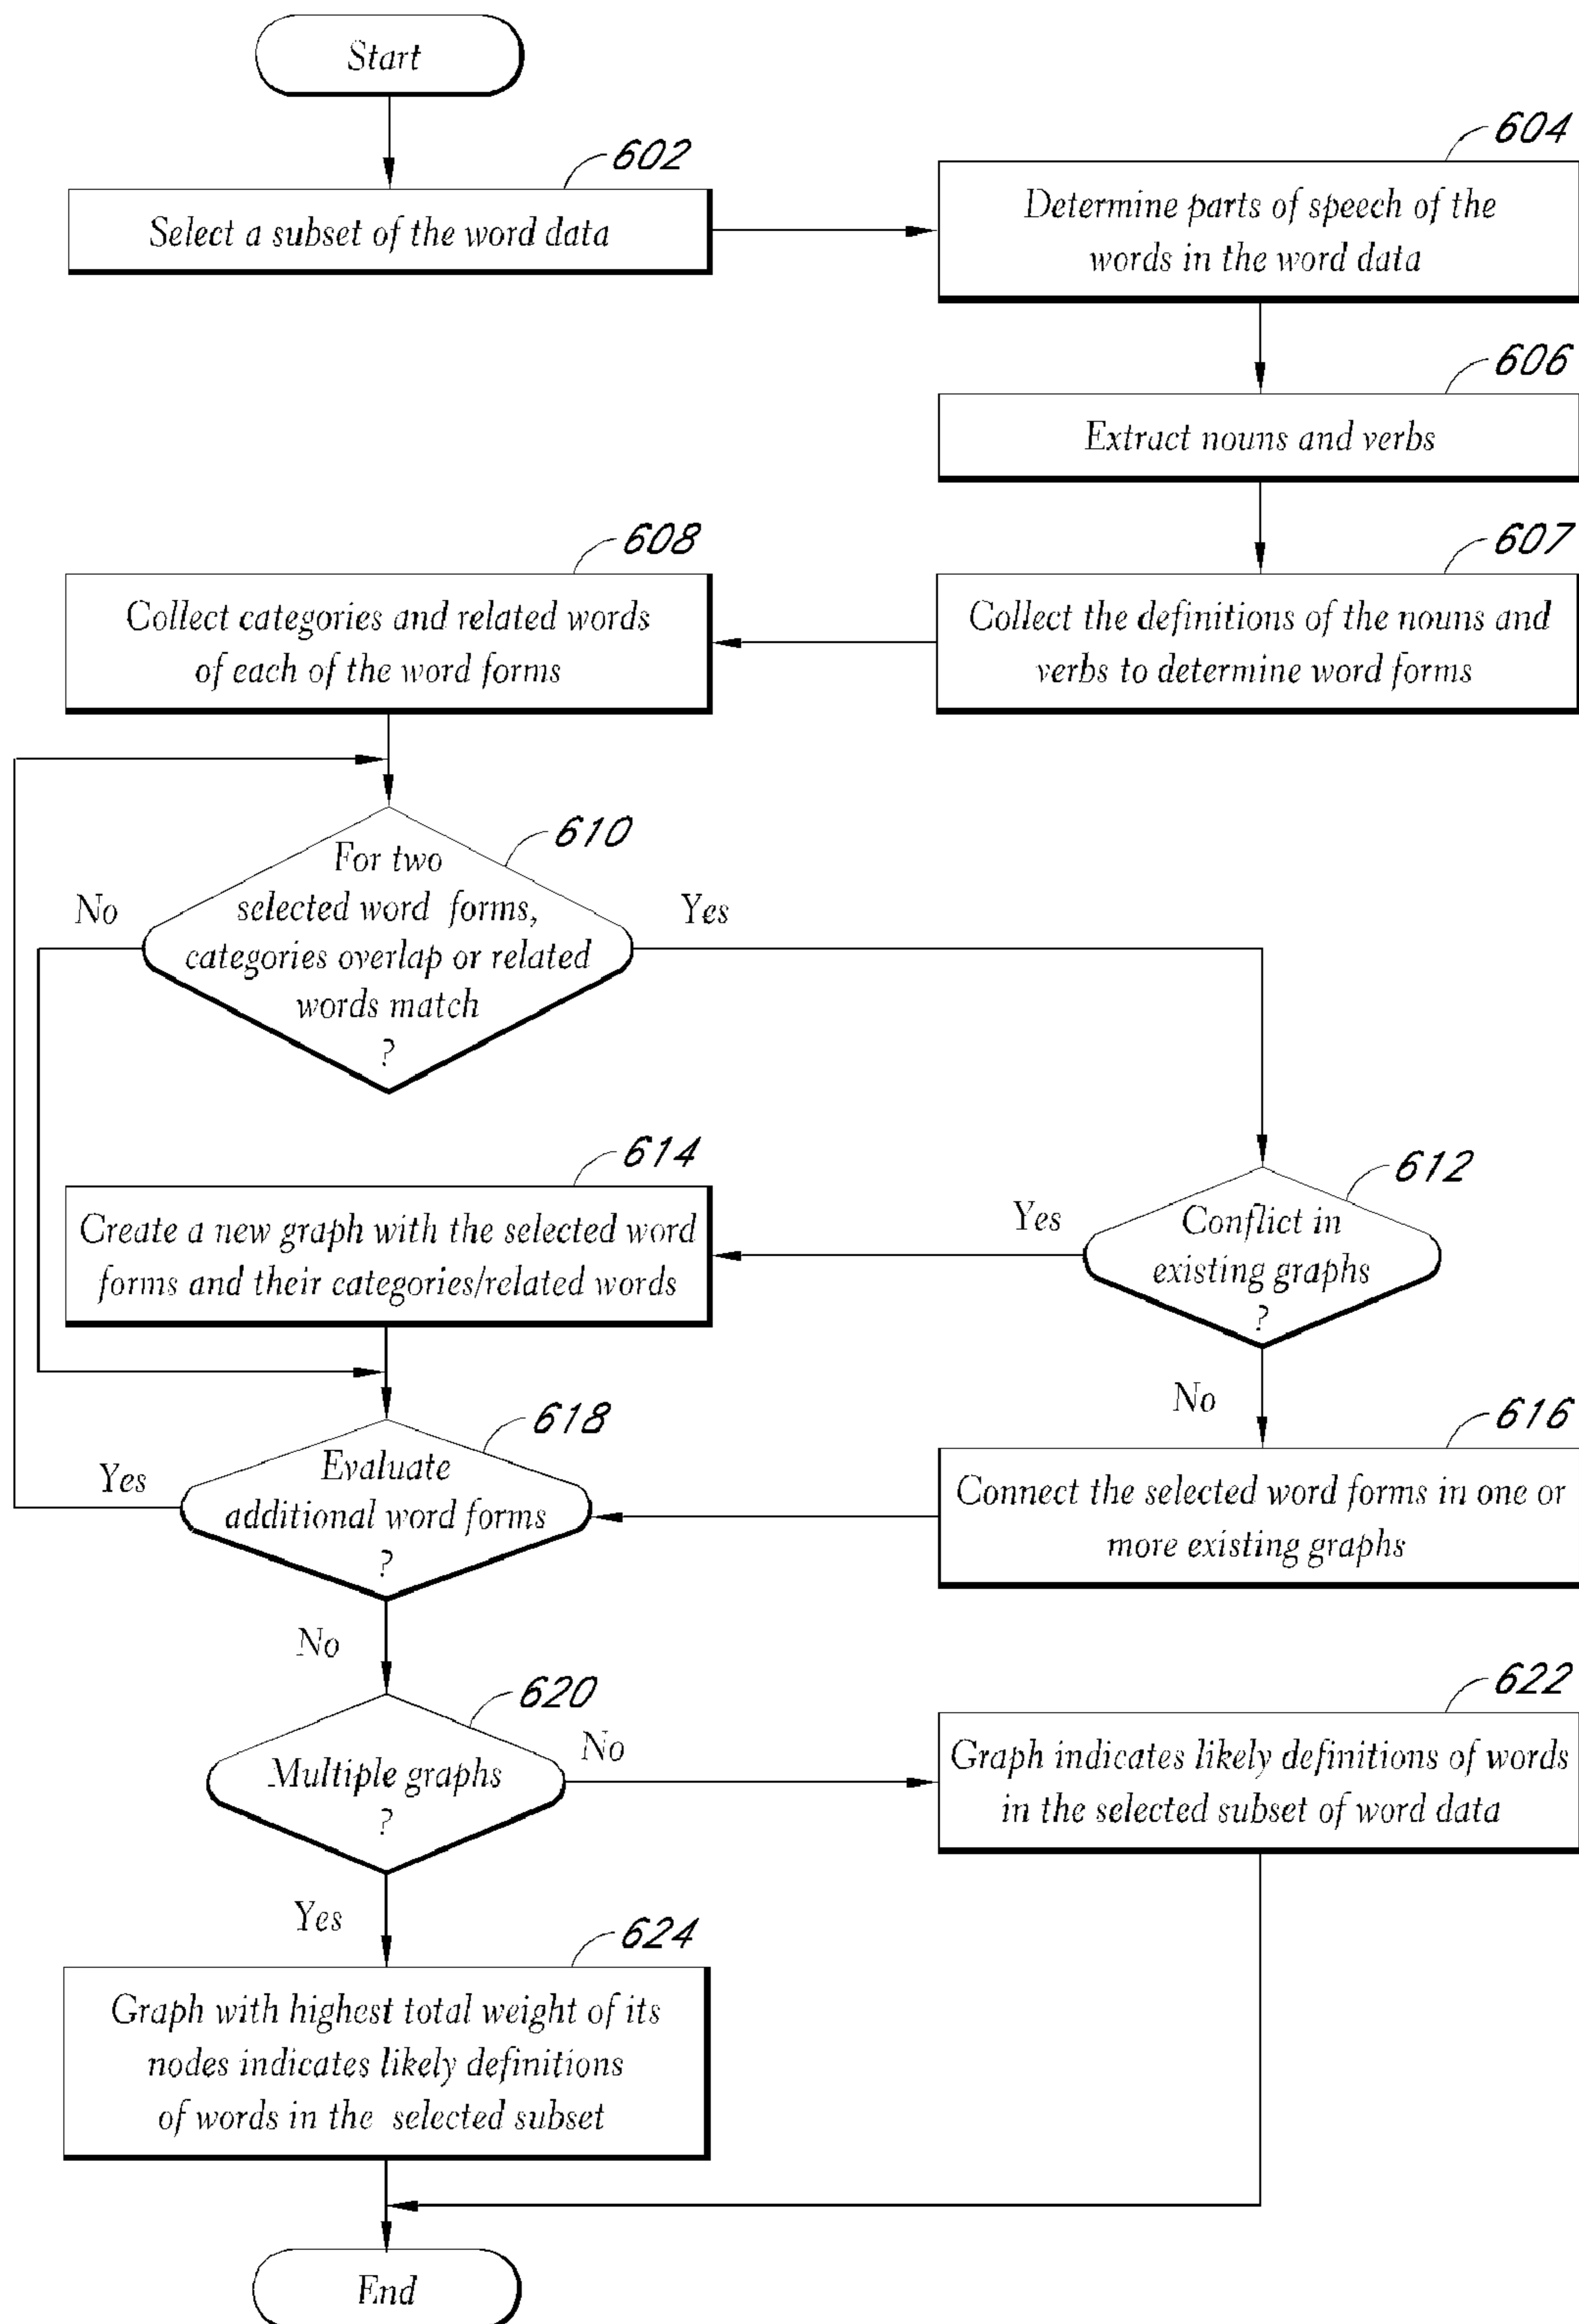 Start
602
Select a subset of the word data
604
Determine parts of speech of the
words in the word data
606
Extract nouns and verbs
607
Collect the definitions of the nouns and
verbs to determine word forms
608
Collect categories and related words
of each of the word forms
610
For two
selected word forms,
categories overlap or related
words match
?
No
Yes
612
Conflict in
existing graphs
?
Yes
No
614
Create a new graph with the selected word
forms and their categories/related words
616
Connect the selected word forms in one or
more existing graphs
618
Evaluate
additional word forms
?
Yes
No
620
Multiple graphs
?
No
Yes
622
Graph indicates likely definitions of words
in the selected subset of word data
624
Graph with highest total weight of its
nodes indicates likely definitions
of words in the selected subset
End